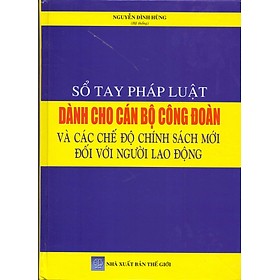 NGUYỄN ĐÌNH HÙNG
(Hệ thống)
SỔ TAY PHÁP LUẬT
DÀNH CHO CÁN BỘ CÔNG ĐOÀN
VÀ CÁC CHẾ ĐỘ CHÍNH SÁCH MỚI
ĐỐI VỚI NGƯỜI LAO ĐỘNG
NHÀ XUẤT BẢN THẾ GIỚI